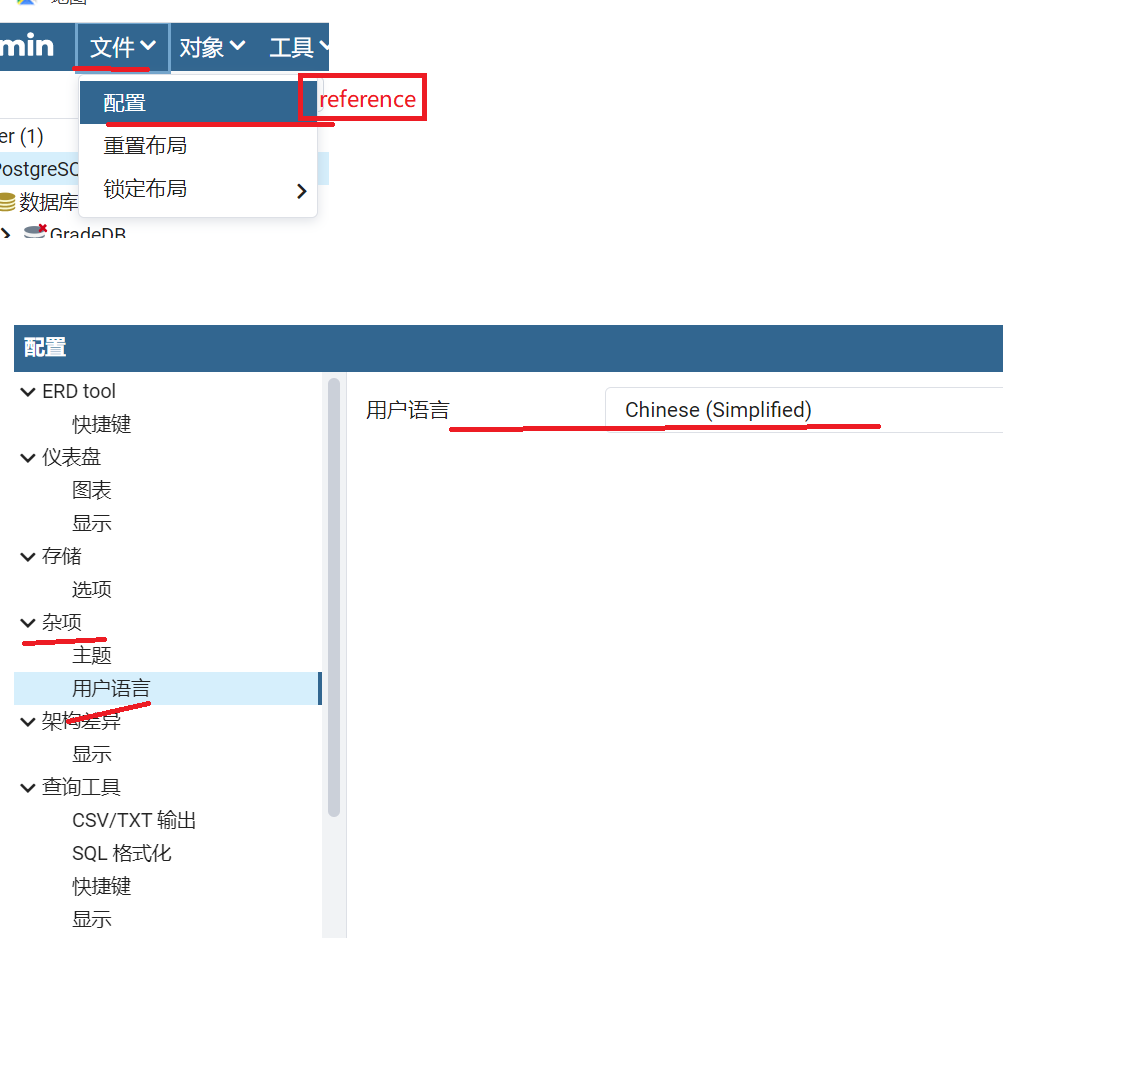 min 文件 对象 工具
配置 reference
er (1)
重置布局
PostgreSQ
锁定布局
数据库
GradeDB
配置
ERD tool
用户语言 Chinese (Simplified)
快捷键
仪表盘
图表
显示
存储
选项
杂项
主题
用户语言
架构差异
显示
查询工具
CSV/TXT 输出
SQL 格式化
快捷键
显示